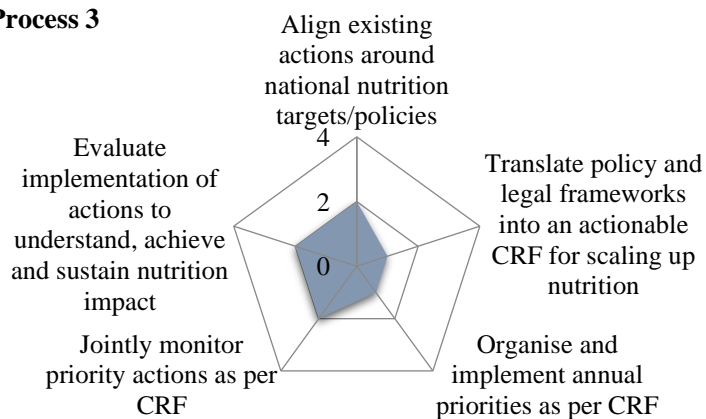 Process 3
Align existing
actions around
national nutrition
targets/policies
4
2
0
Translate policy and
legal frameworks
into an actionable
CRF for scaling up
nutrition
Organise and
implement annual
priorities as per CRF
Jointly monitor
priority actions as per
CRF
Evaluate
implementation of
actions to
understand, achieve
and sustain nutrition
impact